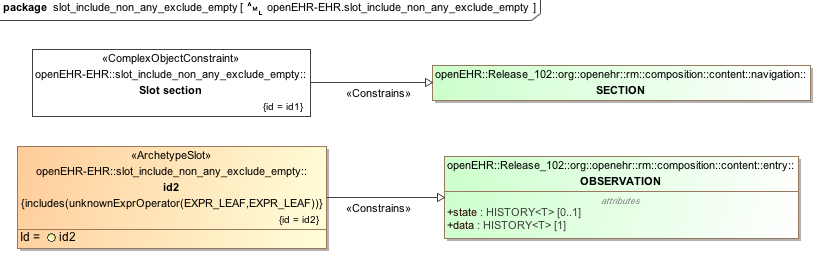 package slot_include_non_any_exclude_empty [ AML openEHR-EHR.slot_include_non_any_exclude_empty ]
«ComplexObjectConstraint»
openEHR-EHR::slot_include_non_any_exclude_empty::
Slot section
{id = id1}
«Constrains»
openEHR::Release_102::org::openehr::rm::composition::content::navigation::
SECTION
«ArchetypeSlot»
openEHR-EHR::slot_include_non_any_exclude_empty::
id2
{includes(unknownExprOperator(EXPR_LEAF,EXPR_LEAF))}
{id = id2}
Id = id2
«Constrains»
openEHR::Release_102::org::openehr::rm::composition::content::entry::
OBSERVATION
attributes
+state : HISTORY<T> [0..1]
+data : HISTORY<T> [1]